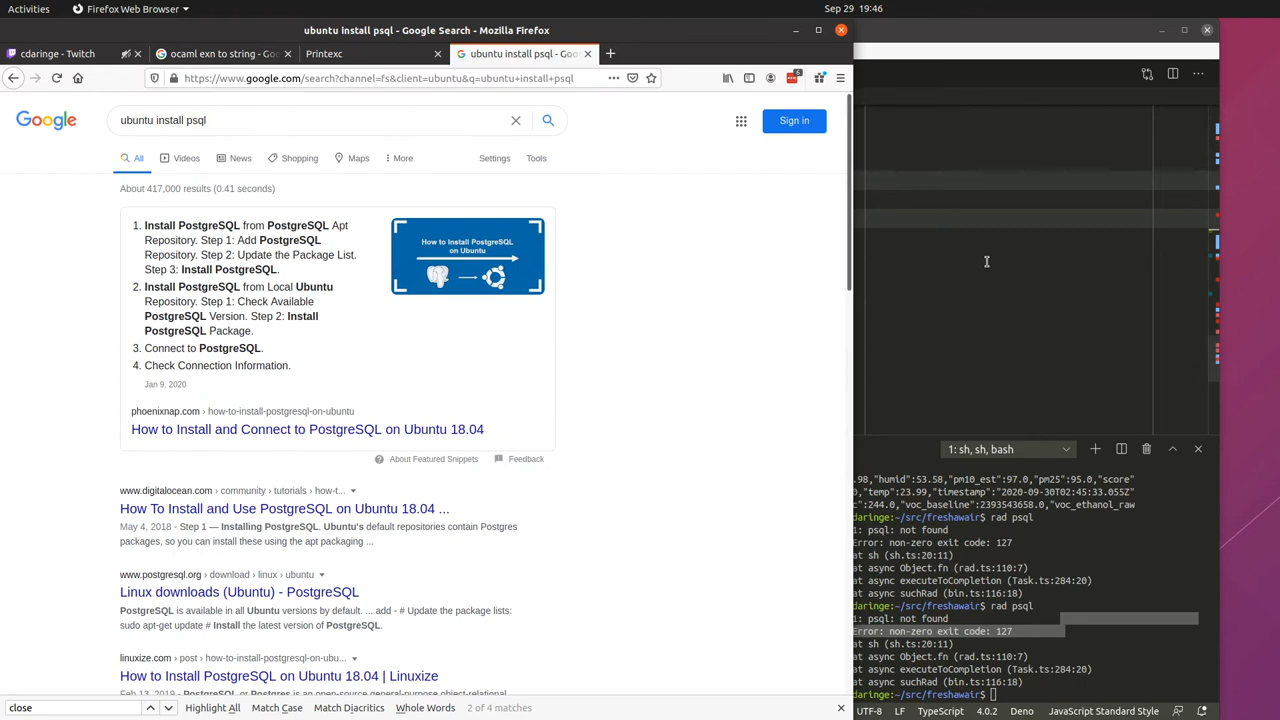 Activities
Firefox Web Browser
Sep 29 19:46
ubuntu install psql - Google Search - Mozilla Firefox
cdaringe - Twitch
ocaml exn to string - Goo
Printexc
ubuntu install psql - Goo
https://www.google.com/search?channel=fs&client=ubuntu&q=ubuntu+install+psql
6
Google
ubuntu install psql
Sign in
All
Videos
News
Shopping
Maps
More
Settings
Tools
About 417,000 results (0.41 seconds)
1. Install PostgreSQL from PostgreSQL Apt
Repository. Step 1: Add PostgreSQL
Repository. Step 2: Update the Package List.
Step 3: Install PostgreSQL.
2. Install PostgreSQL from Local Ubuntu
Repository. Step 1: Check Available
PostgreSQL Version. Step 2: Install
PostgreSQL Package.
3. Connect to PostgreSQL.
4. Check Connection Information.
Jan 9, 2020
How to Install PostgreSQL
on Ubuntu
phoenixnap.com › how-to-install-postgresql-on-ubuntu
How to Install and Connect to PostgreSQL on Ubuntu 18.04
About Featured Snippets
Feedback
www.digitalocean.com › community › tutorials › how-t...
How To Install and Use PostgreSQL on Ubuntu 18.04 ...
May 4, 2018 - Step 1 — Installing PostgreSQL. Ubuntu's default repositories contain Postgres
packages, so you can install these using the apt packaging ...
www.postgresql.org › download › linux › ubuntu
Linux downloads (Ubuntu) - PostgreSQL
PostgreSQL is available in all Ubuntu versions by default. ... add - # Update the package lists:
sudo apt-get update # Install the latest version of PostgreSQL.
linuxize.com › post › how-to-install-postgresql-on-ubu...
How to Install PostgreSQL on Ubuntu 18.04 | Linuxize
Feb 13, 2019 - PostgreSQL or Postgres is an open-source general-purpose object-relational
close
Highlight All
Match Case
Match Diacritics
Whole Words
2 of 4 matches
1: sh, sh, bash
.98,"humid":53.58,"pm10_est":97.0,"pm25":95.0,"score"
,"temp":23.99,"timestamp":"2020-09-30T02:45:33.055Z"
c":244.0,"voc_baseline":2393543518.0,"voc_ethanol_raw
daringe:~/src/freshawair$ rad psql
1: psql: not found
Error: non-zero exit code: 127
at sh (sh.ts:20:11)
at async Object.fn (rad.ts:110:7)
at async executeToCompletion (Task.ts:284:20)
at async suchRad (bin.ts:116:18)
daringe:~/src/freshawair$ rad psql
1: psql: not found
Error: non-zero exit code: 127
at sh (sh.ts:20:11)
at async Object.fn (rad.ts:110:7)
at async executeToCompletion (Task.ts:284:20)
at async suchRad (bin.ts:116:18)
daringe:~/src/freshawair$
UTF-8
LF
TypeScript
4.0.2
Deno
JavaScript Standard Style